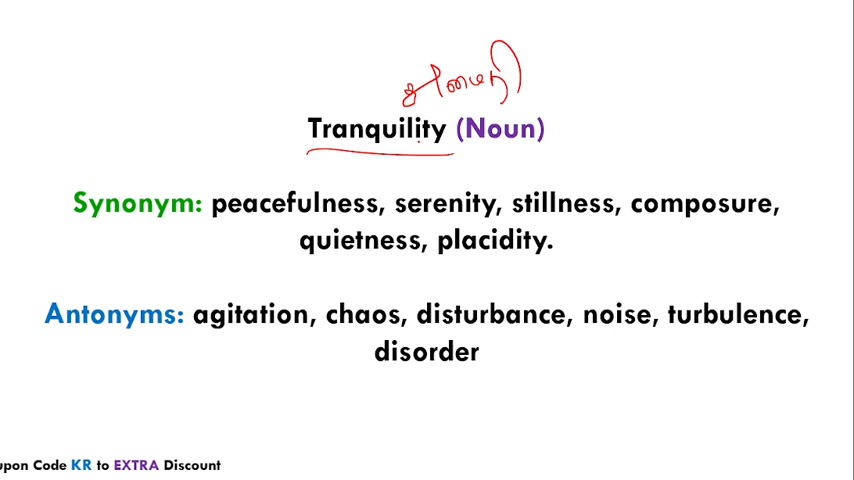 Tranquility (Noun)
Synonym: peacefulness, serenity, stillness, composure,
quietness, placidity.
Antonyms: agitation, chaos, disturbance, noise, turbulence,
disorder
upon Code KR to EXTRA Discount